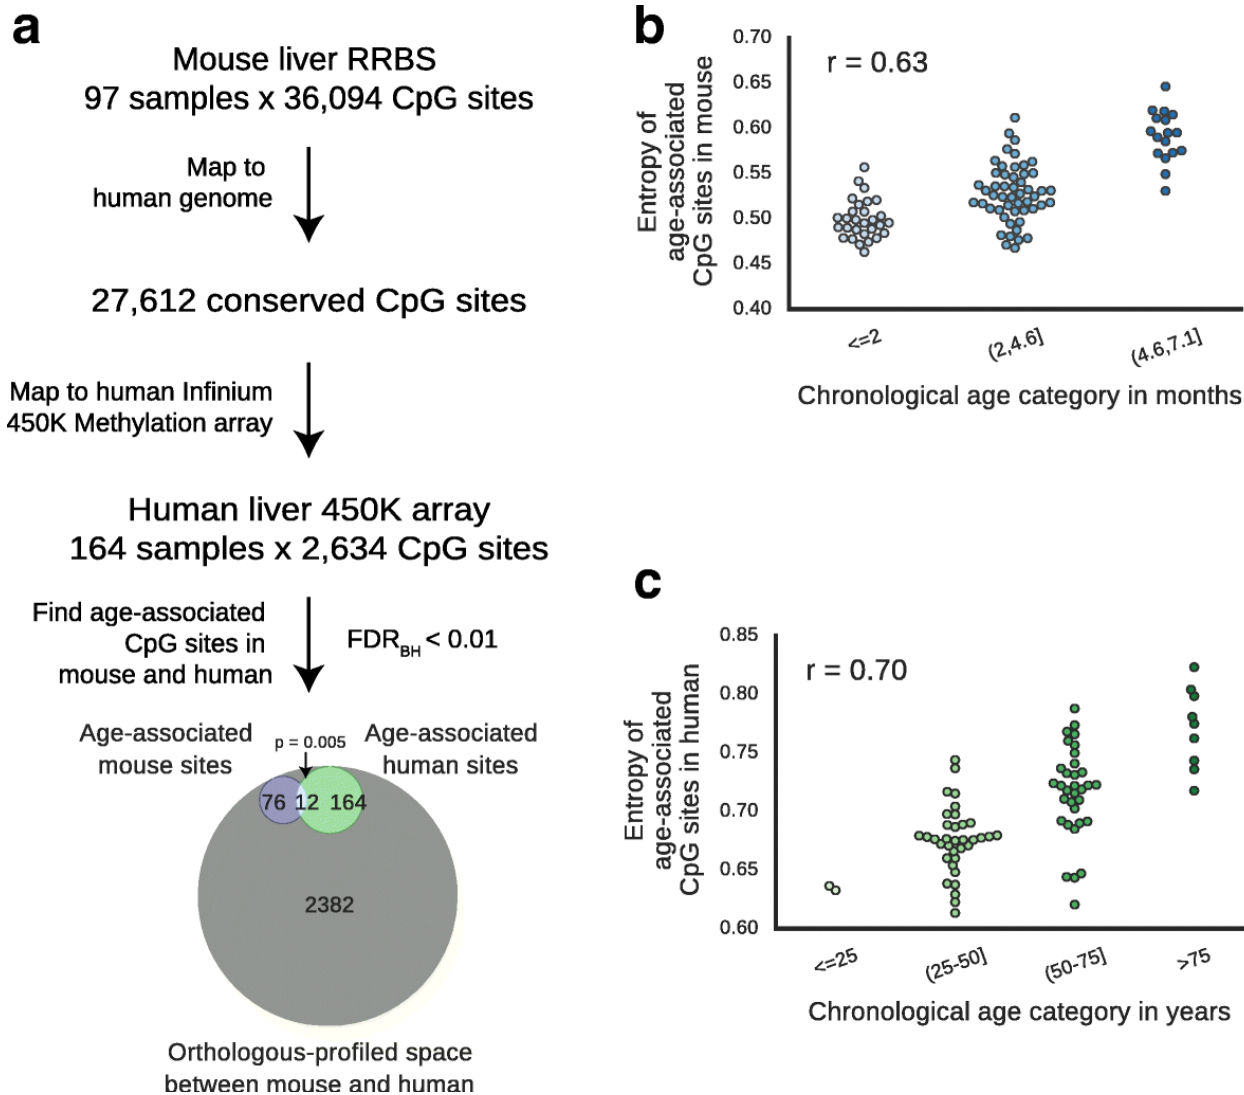 a
Mouse liver RRBS
97 samples x 36,094 CpG sites
Map to
human genome
27,612 conserved CpG sites
Map to human Infinium
450K Methylation array
Human liver 450K array
164 samples x 2,634 CpG sites
Find age-associated
CpG sites in
mouse and human
FDRBH < 0.01
Age-associated
mouse sites
p = 0.005
Age-associated
human sites
76 12 164
2382
Orthologous-profiled space
between mouse and human
b
Entropy of
age-associated
CpG sites in mouse
0.70
0.65
0.60
0.55
0.50
0.45
0.40
r = 0.63
<=2
(2,4.6]
(4.6,7.1]
Chronological age category in months
c
Entropy of
age-associated
CpG sites in human
0.85
0.80
0.75
0.70
0.65
0.60
r = 0.70
<=25
(25-50]
(50-75]
>75
Chronological age category in years